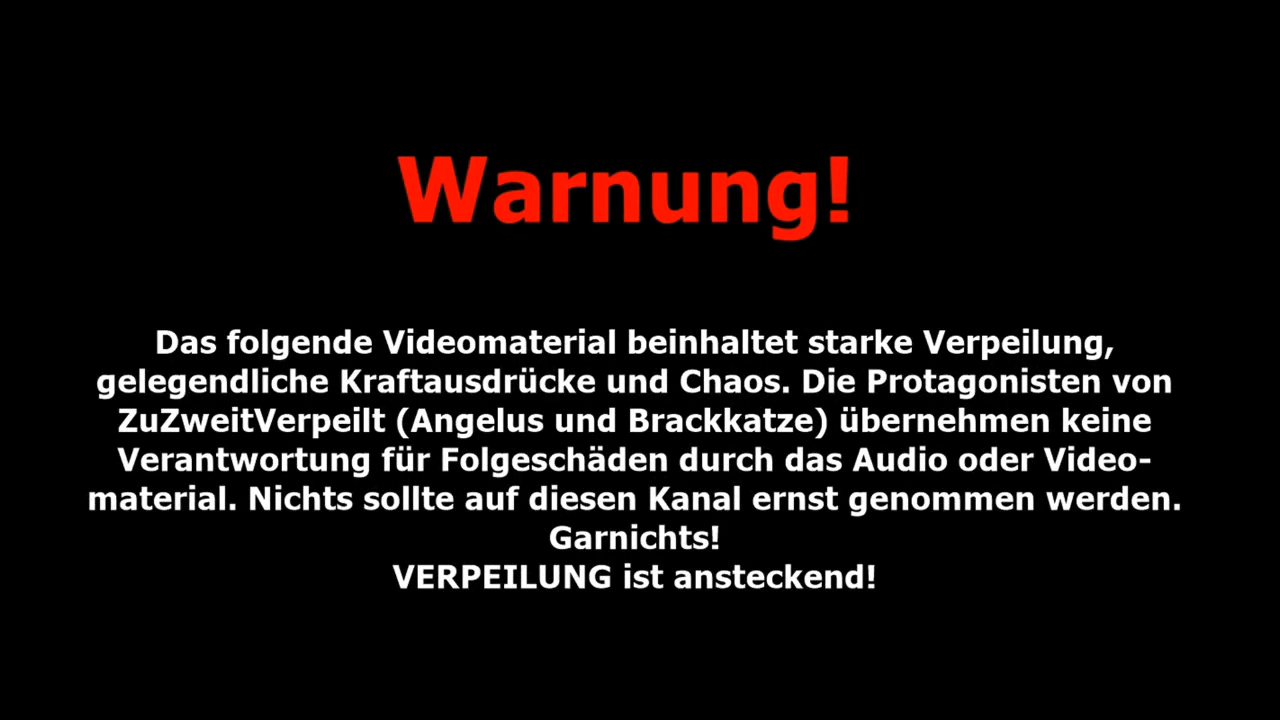 Warnung!
Das folgende Videomaterial beinhaltet starke Verpeilung,
gelegendliche Kraftausdrücke und Chaos. Die Protagonisten von
ZuZweitVerpeilt (Angelus und Brackkatze) übernehmen keine
Verantwortung für Folgeschäden durch das Audio oder Video-
material. Nichts sollte auf diesen Kanal ernst genommen werden.
Garnichts!
VERPEILUNG ist ansteckend!